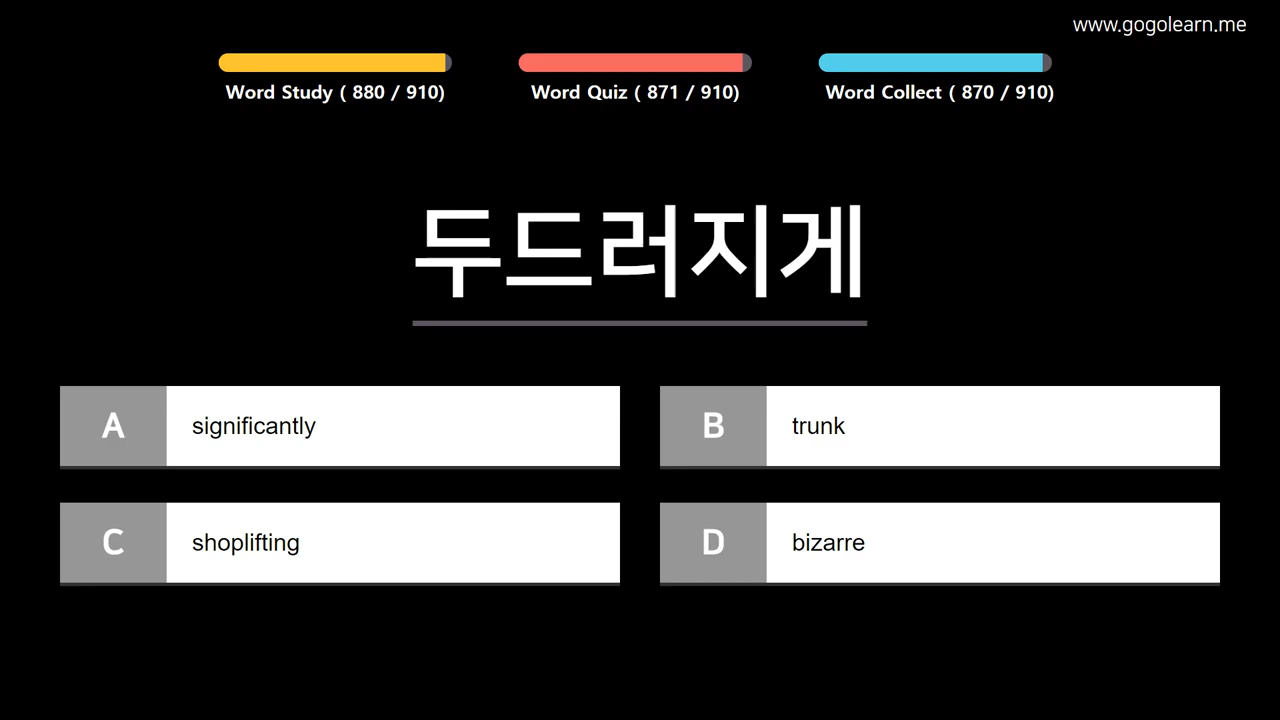 www.gogolearn.me
Word Study ( 880 / 910)
Word Quiz ( 871 / 910)
Word Collect ( 870 / 910)
두드러지게
A significantly
B trunk
C shoplifting
D bizarre